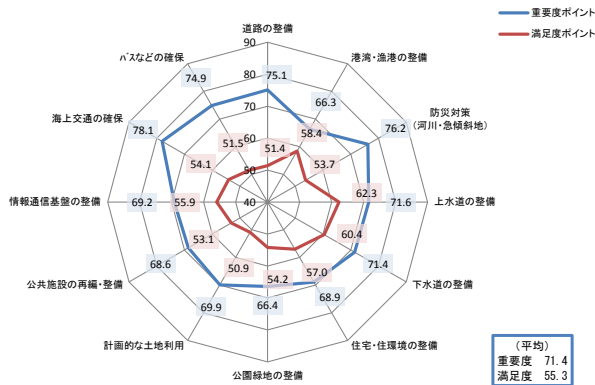 重要度ポイント
満足度ポイント
道路の整備
港湾・漁港の整備
防災対策
(河川・急傾斜地)
上水道の整備
下水道の整備
住宅・住環境の整備
公園緑地の整備
計画的な土地利用
公共施設の再編・整備
情報通信基盤の整備
海上交通の確保
バスなどの確保
90
80
70
60
50
40
75.1
66.3
76.2
71.6
71.4
68.9
66.4
69.9
68.6
69.2
78.1
74.9
51.4
58.4
53.7
62.3
60.4
57.0
54.2
50.9
53.1
55.9
54.1
51.5
(平均)
重要度 71.4
満足度 55.3